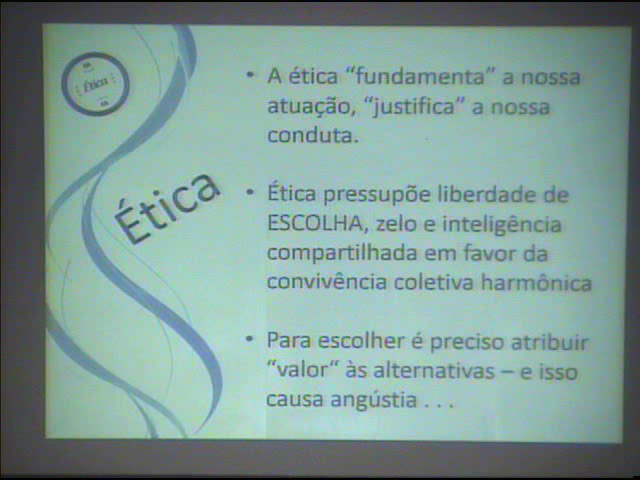 Ética
Ética
• A ética “fundamenta” a nossa
atuação, “justifica” a nossa
conduta.
• Ética pressupõe liberdade de
ESCOLHA, zelo e inteligência
compartilhada em favor da
convivência coletiva harmônica
• Para escolher é preciso atribuir
“valor“ às alternativas – e isso
causa angústia . . .